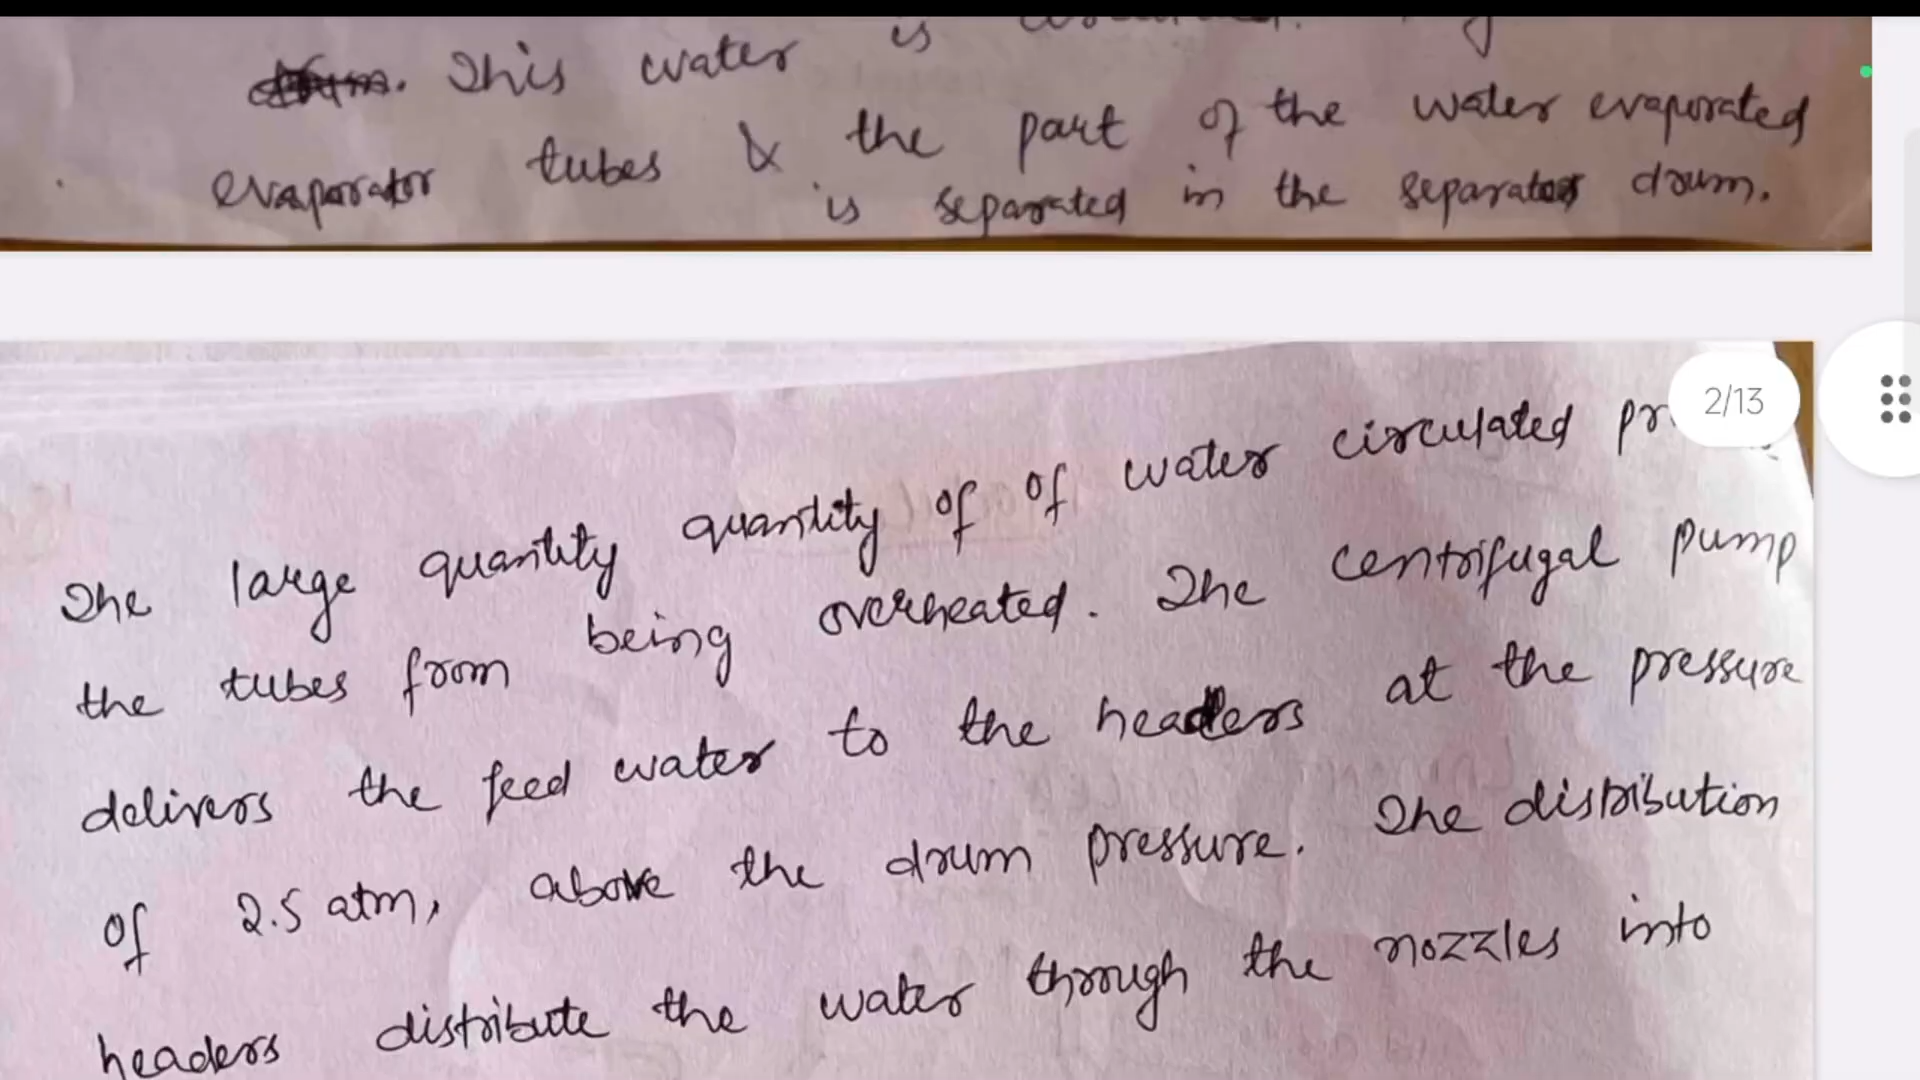 This water is
evaporator tubes & the part of the water evaporated
is separated in the separator drum.
2/13
The large quantity quantity of of water circulated
the tubes from being overheated. The centrifugal pump
delivers the feed water to the headers at the pressure
of 2.5 atm, above the drum pressure. The distribution
headers distribute the water through the nozzles into